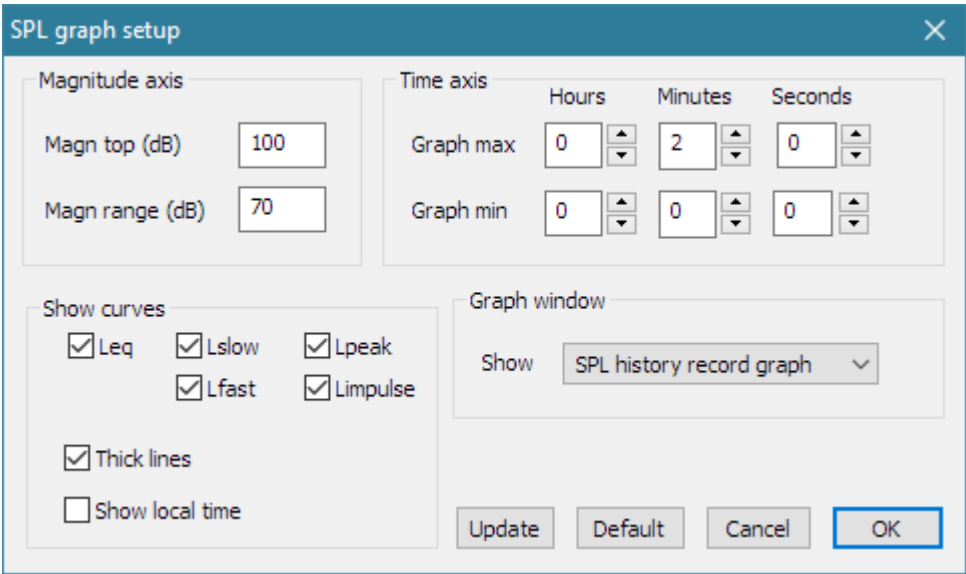 SPL graph setup
Magnitude axis
Magn top (dB) 100
Magn range (dB) 70
Time axis
Hours Minutes Seconds
Graph max 0 2 0
Graph min 0 0 0
Show curves
Leq Lslow Lpeak
Lfast Limpulse
Thick lines
Show local time
Graph window
Show SPL history record graph
Update Default Cancel OK